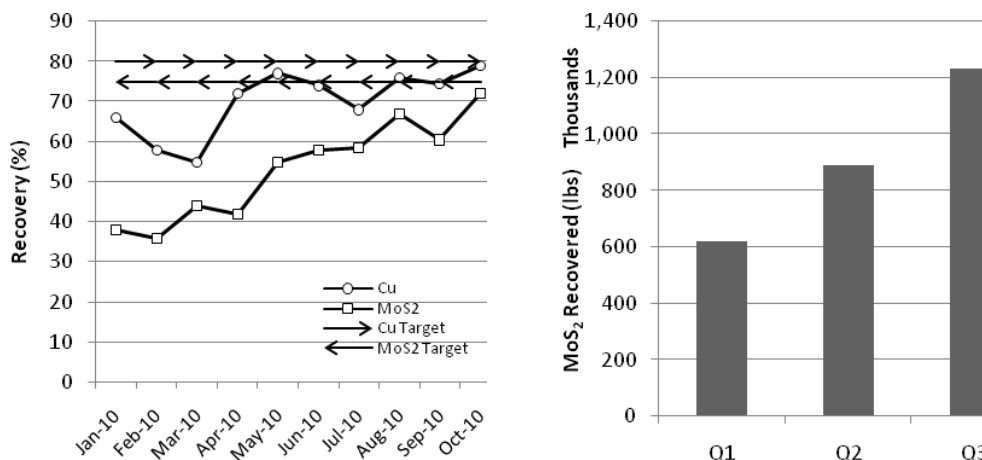 90
80
70
60
50
40
30
20
10
0
Recovery (%)
Cu
MoS2
Cu Target
MoS2 Target
Jan-10
Feb-10
Mar-10
Apr-10
May-10
Jun-10
Jul-10
Aug-10
Sep-10
Oct-10
1,400
1,200
1,000
800
600
400
200
0
MoS₂ Recovered (lbs) Thousands
Q1
Q2
Q3